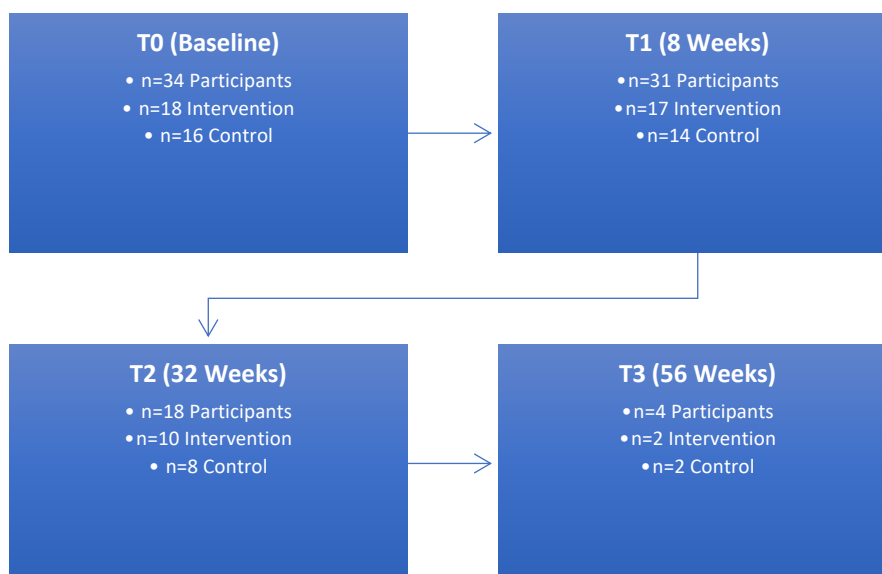 T0 (Baseline)
• n=34 Participants
• n=18 Intervention
• n=16 Control
T1 (8 Weeks)
•n=31 Participants
•n=17 Intervention
•n=14 Control
T2 (32 Weeks)
• n=18 Participants
•n=10 Intervention
• n=8 Control
T3 (56 Weeks)
•n=4 Participants
•n=2 Intervention
•n=2 Control